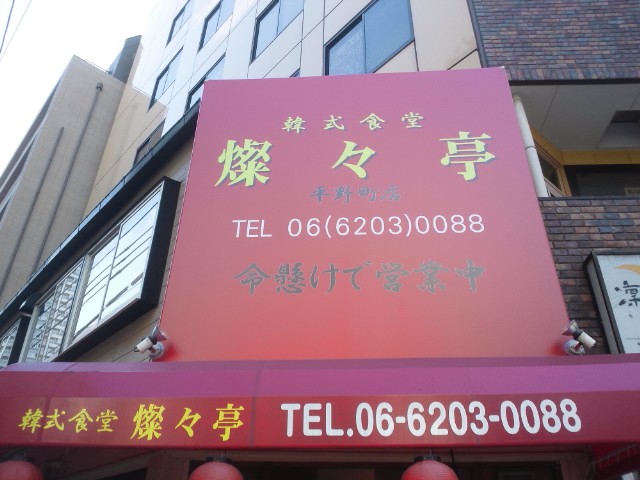 韓式食堂
燦々亭
平野町店
TEL 06(6203)0088
命懸けで営業中
韓式食堂 燦々亭 TEL.06-6203-0088
凛